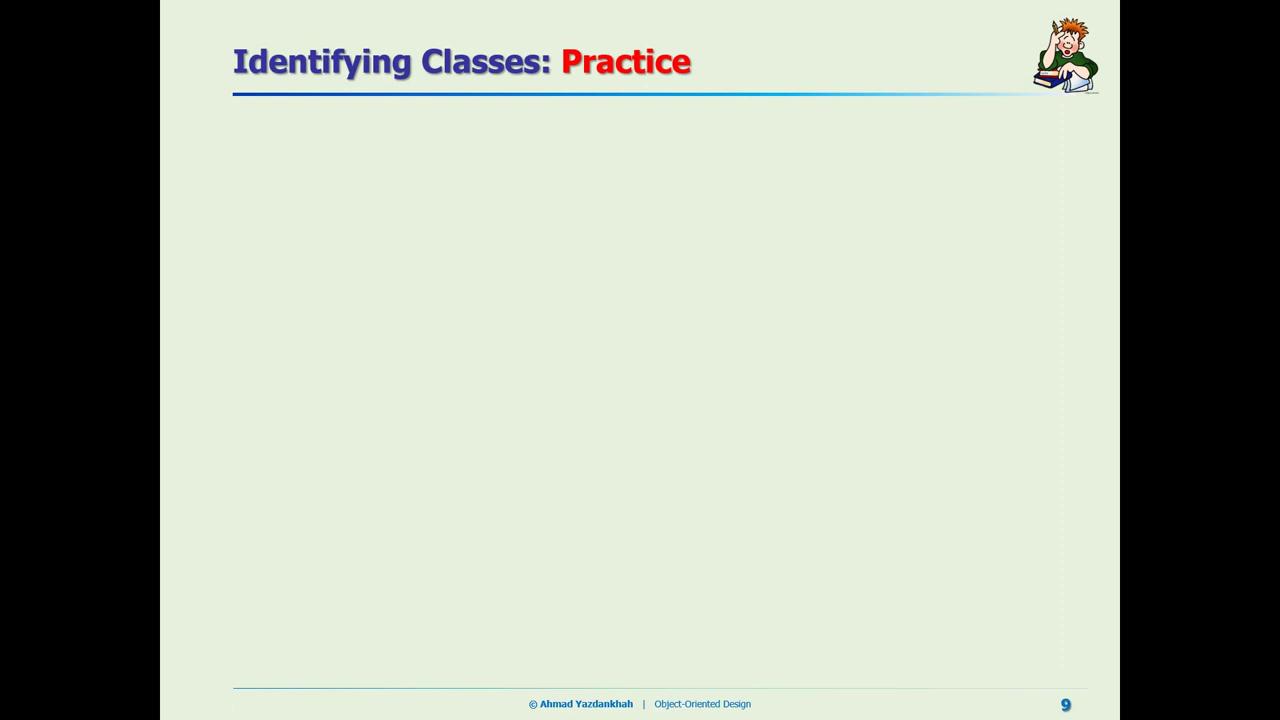 Identifying Classes: Practice
© Ahmad Yazdankhah | Object-Oriented Design
9